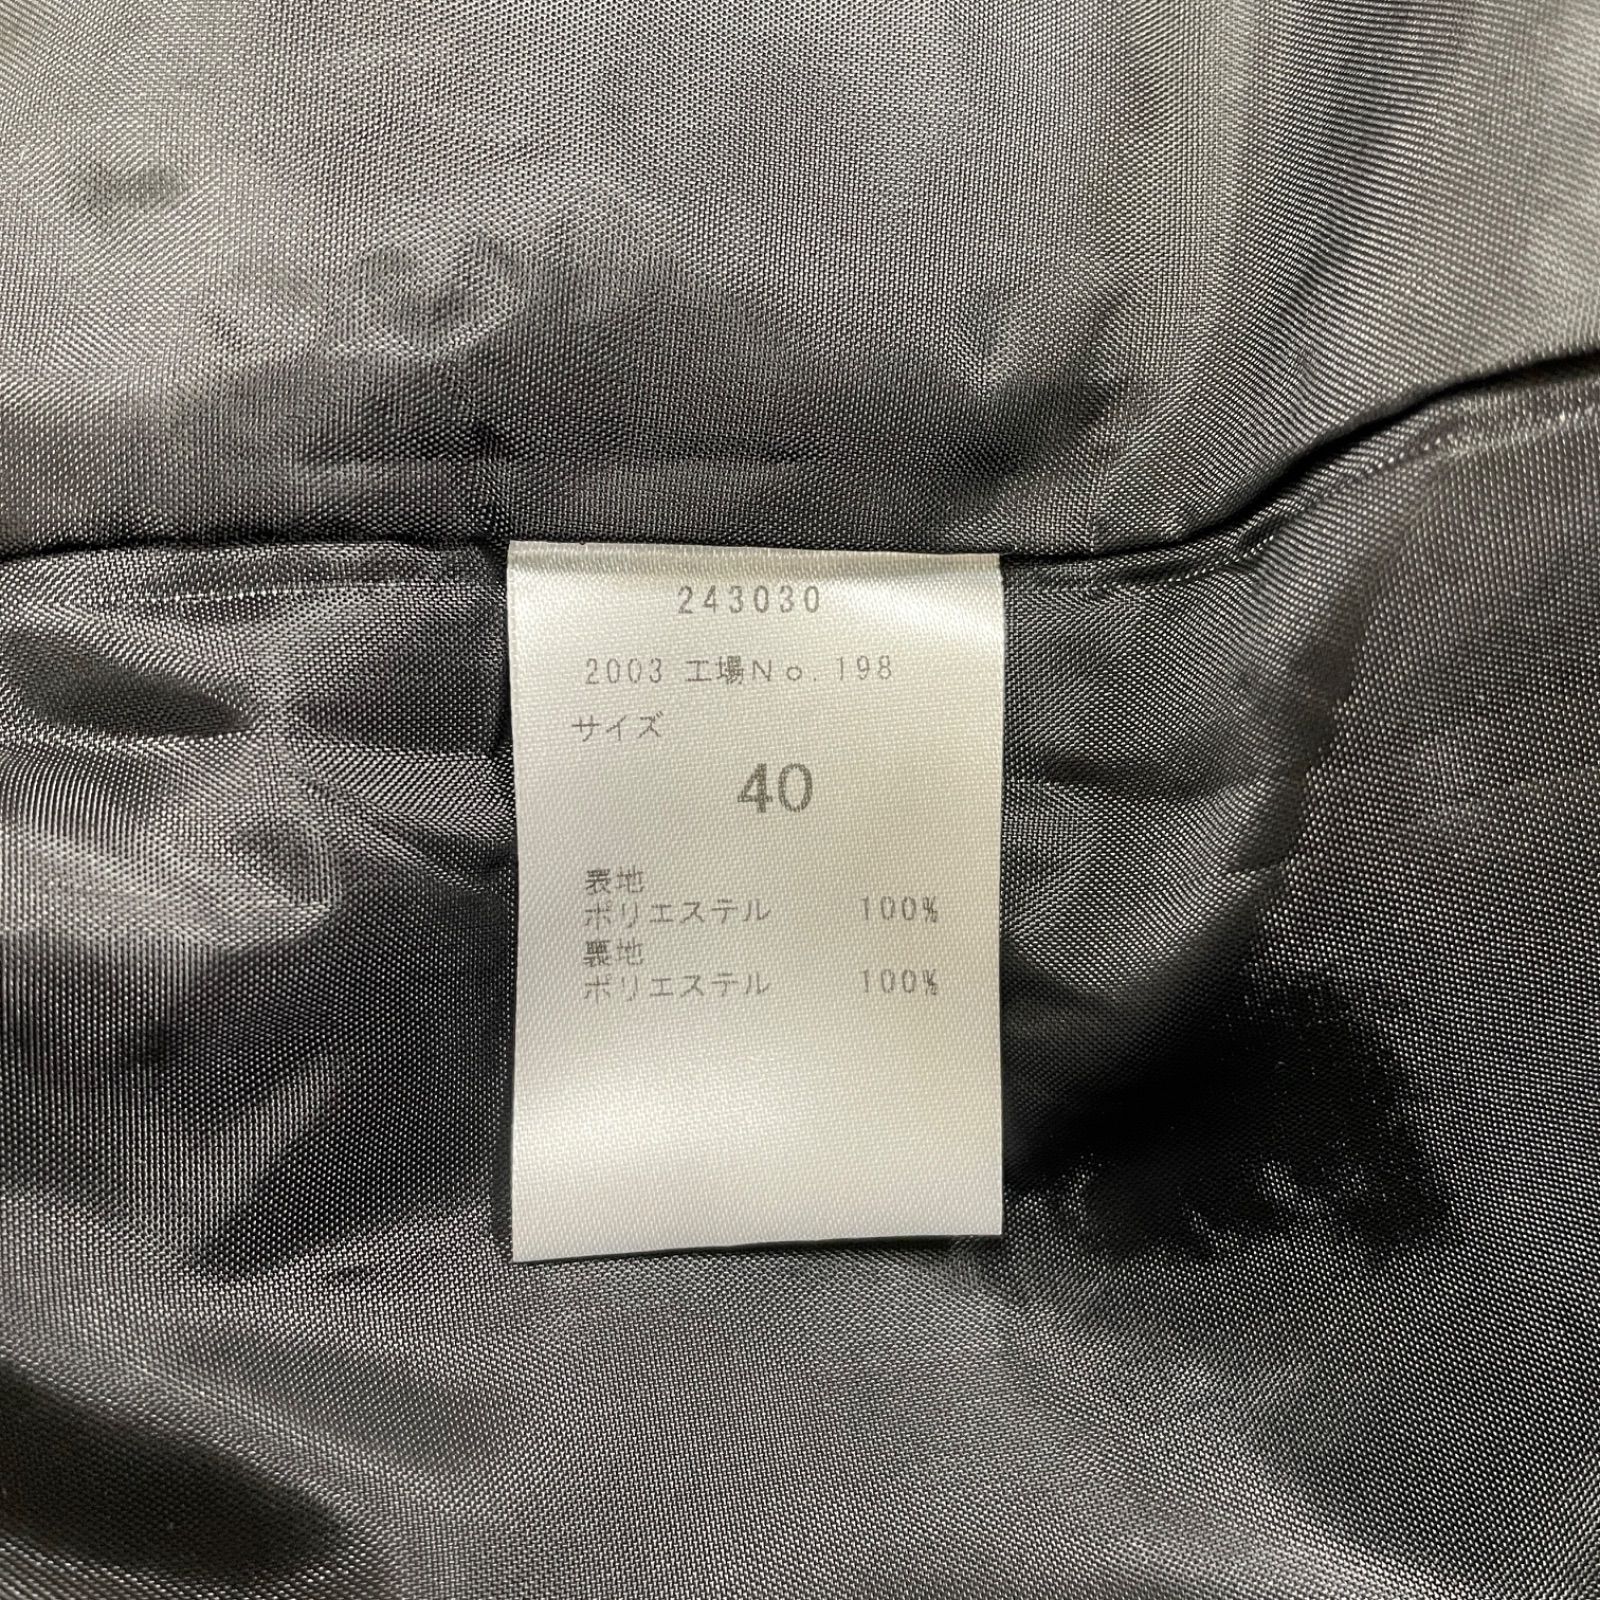 243030
2003 工場No.198
サイズ
40
表地
ポリエステル 100%
裏地
ポリエステル 100%